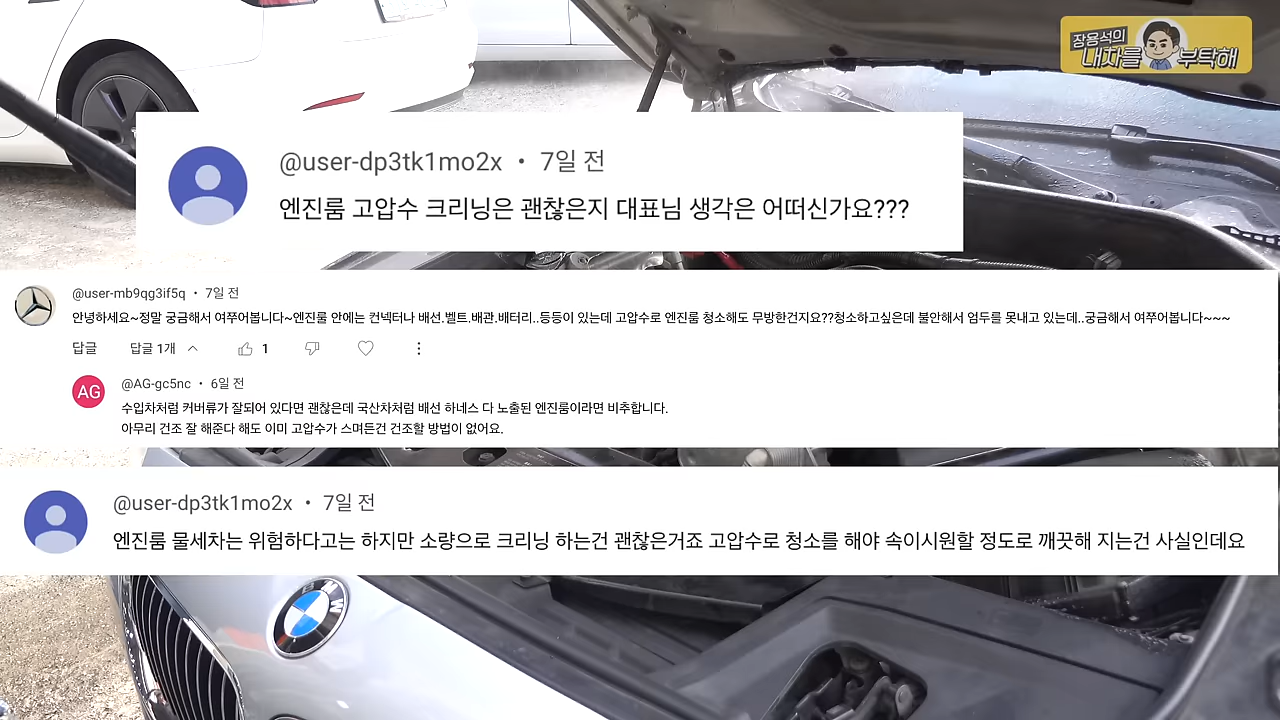 장용석의
내차를 부탁해
@user-dp3tk1mo2x • 7일 전
엔진룸 고압수 크리닝은 괜찮은지 대표님 생각은 어떠신가요???
@user-mb9qg3if5q • 7일 전
안녕하세요~정말 궁금해서 여쭈어봅니다~엔진룰 안에는 컨넥터나 배선.벨트.배관.배터리..등등이 있는데 고압수로 엔진룸 청소해도 무방한건지요??청소하고싶은데 불안해서 엄두를 못내고 있는데..궁금해서 여쭈어봅니다~~~
답글 답글 1개 1
AG @AG-gc5nc • 6일 전
수입차처럼 커버류가 잘되어 있다면 괜찮은데 국산차처럼 배선 하네스 다 노출된 엔진룸이라면 비추합니다.
아무리 건조 잘 해준다 해도 이미 고압수가 스며든건 건조할 방법이 없어요.
@user-dp3tk1mo2x • 7일 전
엔진룸 물세차는 위험하다고는 하지만 소량으로 크리닝 하는건 괜찮은거죠 고압수로 청소를 해야 속이시원할 정도로 깨끗해 지는건 사실인데요
BMW